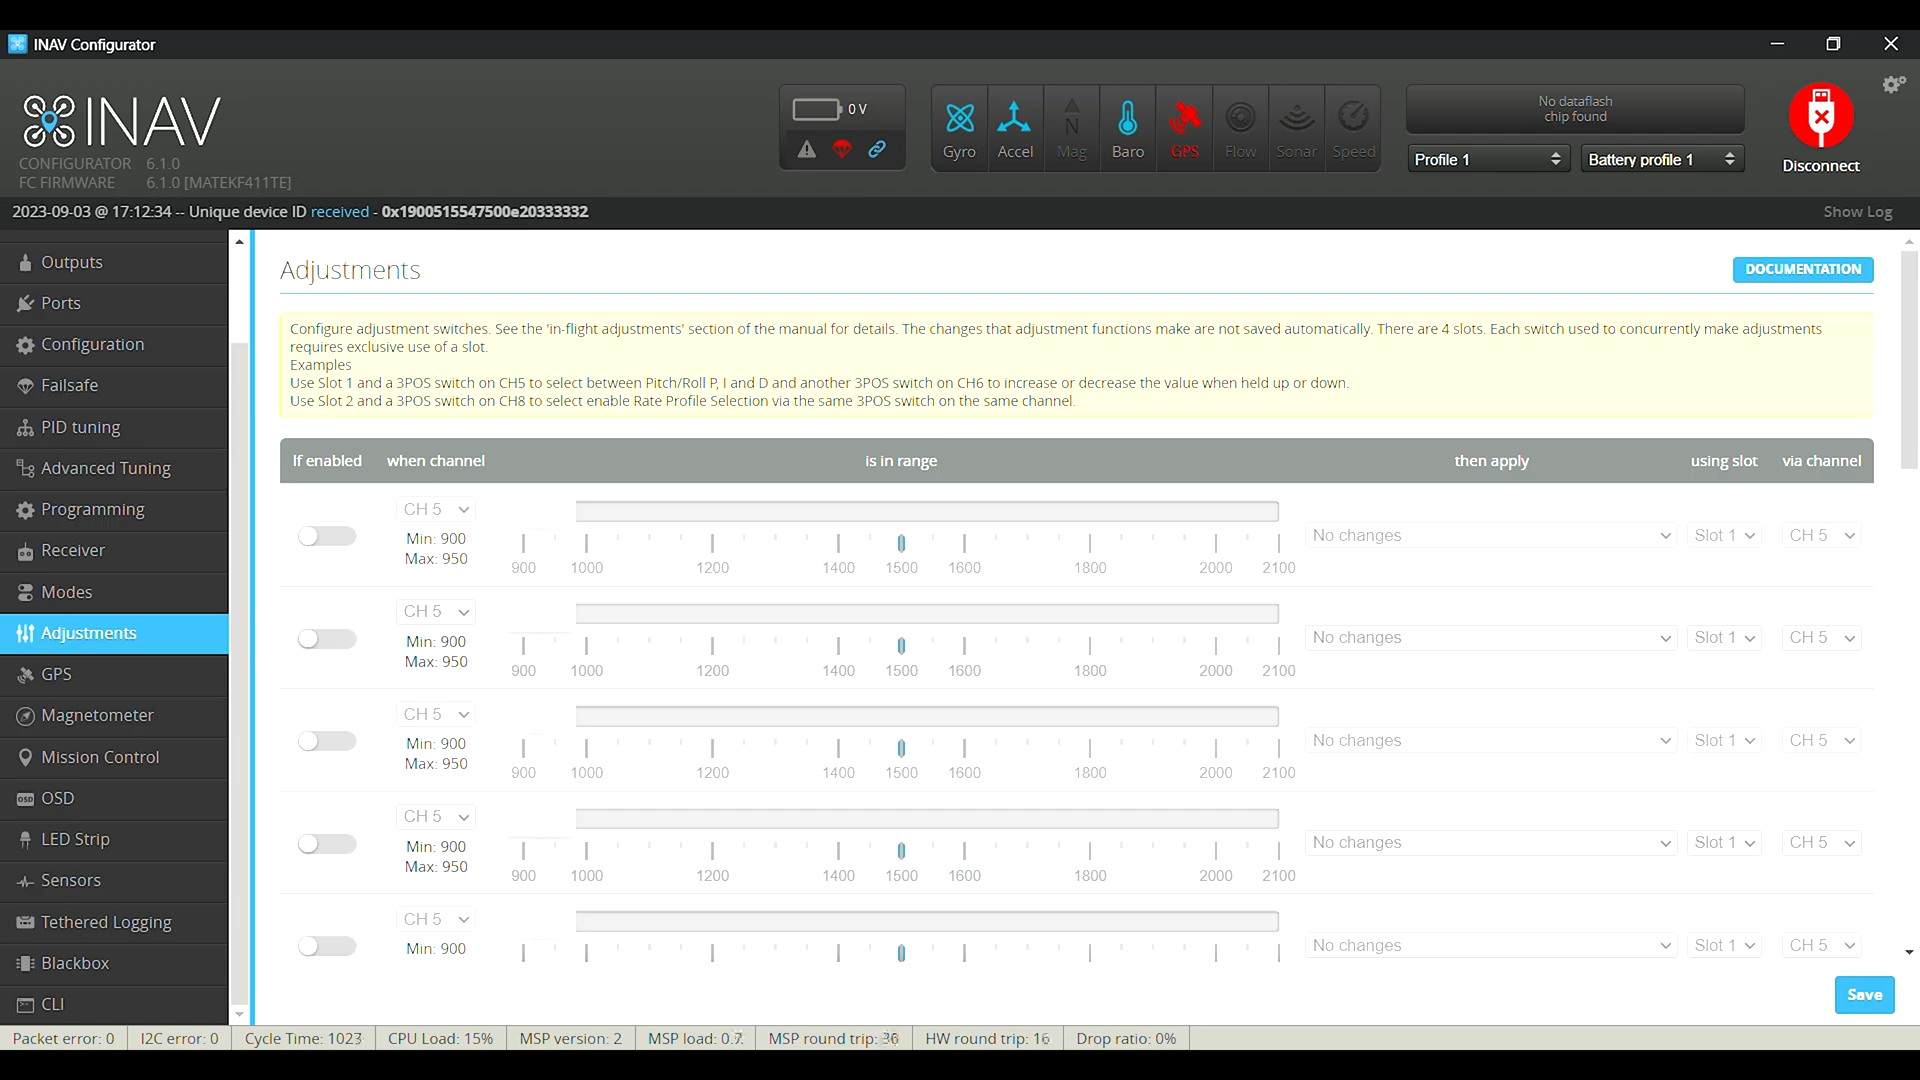 INAV Configurator
INAV
CONFIGURATOR 6.1.0
FC FIRMWARE 6.1.0 [MATEKF411TE]
0 V
Gyro Accel Mag Baro GPS Flow Sonar Speed
No dataflash
chip found
Profile 1
Battery profile 1
Disconnect
2023-09-03 @ 17:12:34 -- Unique device ID received - 0x1900515547500e20333332
Show Log
Outputs
Ports
Configuration
Failsafe
PID tuning
Advanced Tuning
Programming
Receiver
Modes
Adjustments
GPS
Magnetometer
Mission Control
OSD
OSD
LED Strip
Sensors
Tethered Logging
Blackbox
CLI
Adjustments
DOCUMENTATION
Configure adjustment switches. See the 'in-flight adjustments' section of the manual for details. The changes that adjustment functions make are not saved automatically. There are 4 slots. Each switch used to concurrently make adjustments
requires exclusive use of a slot.
Examples
Use Slot 1 and a 3POS switch on CH5 to select between Pitch/Roll P, I and D and another 3POS switch on CH6 to increase or decrease the value when held up or down.
Use Slot 2 and a 3POS switch on CH8 to select enable Rate Profile Selection via the same 3POS switch on the same channel.
If enabled when channel is in range then apply using slot via channel
CH 5
Min: 900
Max: 950
900 1000 1200 1400 1500 1600 1800 2000 2100
No changes Slot 1 CH 5
CH 5
Min: 900
Max: 950
900 1000 1200 1400 1500 1600 1800 2000 2100
No changes Slot 1 CH 5
CH 5
Min: 900
Max: 950
900 1000 1200 1400 1500 1600 1800 2000 2100
No changes Slot 1 CH 5
CH 5
Min: 900
Max: 950
900 1000 1200 1400 1500 1600 1800 2000 2100
No changes Slot 1 CH 5
CH 5
Min: 900
No changes Slot 1 CH 5
Save
Packet error: 0 I2C error: 0 Cycle Time: CPU Load: 15% MSP version: 2 MSP load: MSP round trip: HW round trip: Drop ratio: 0%